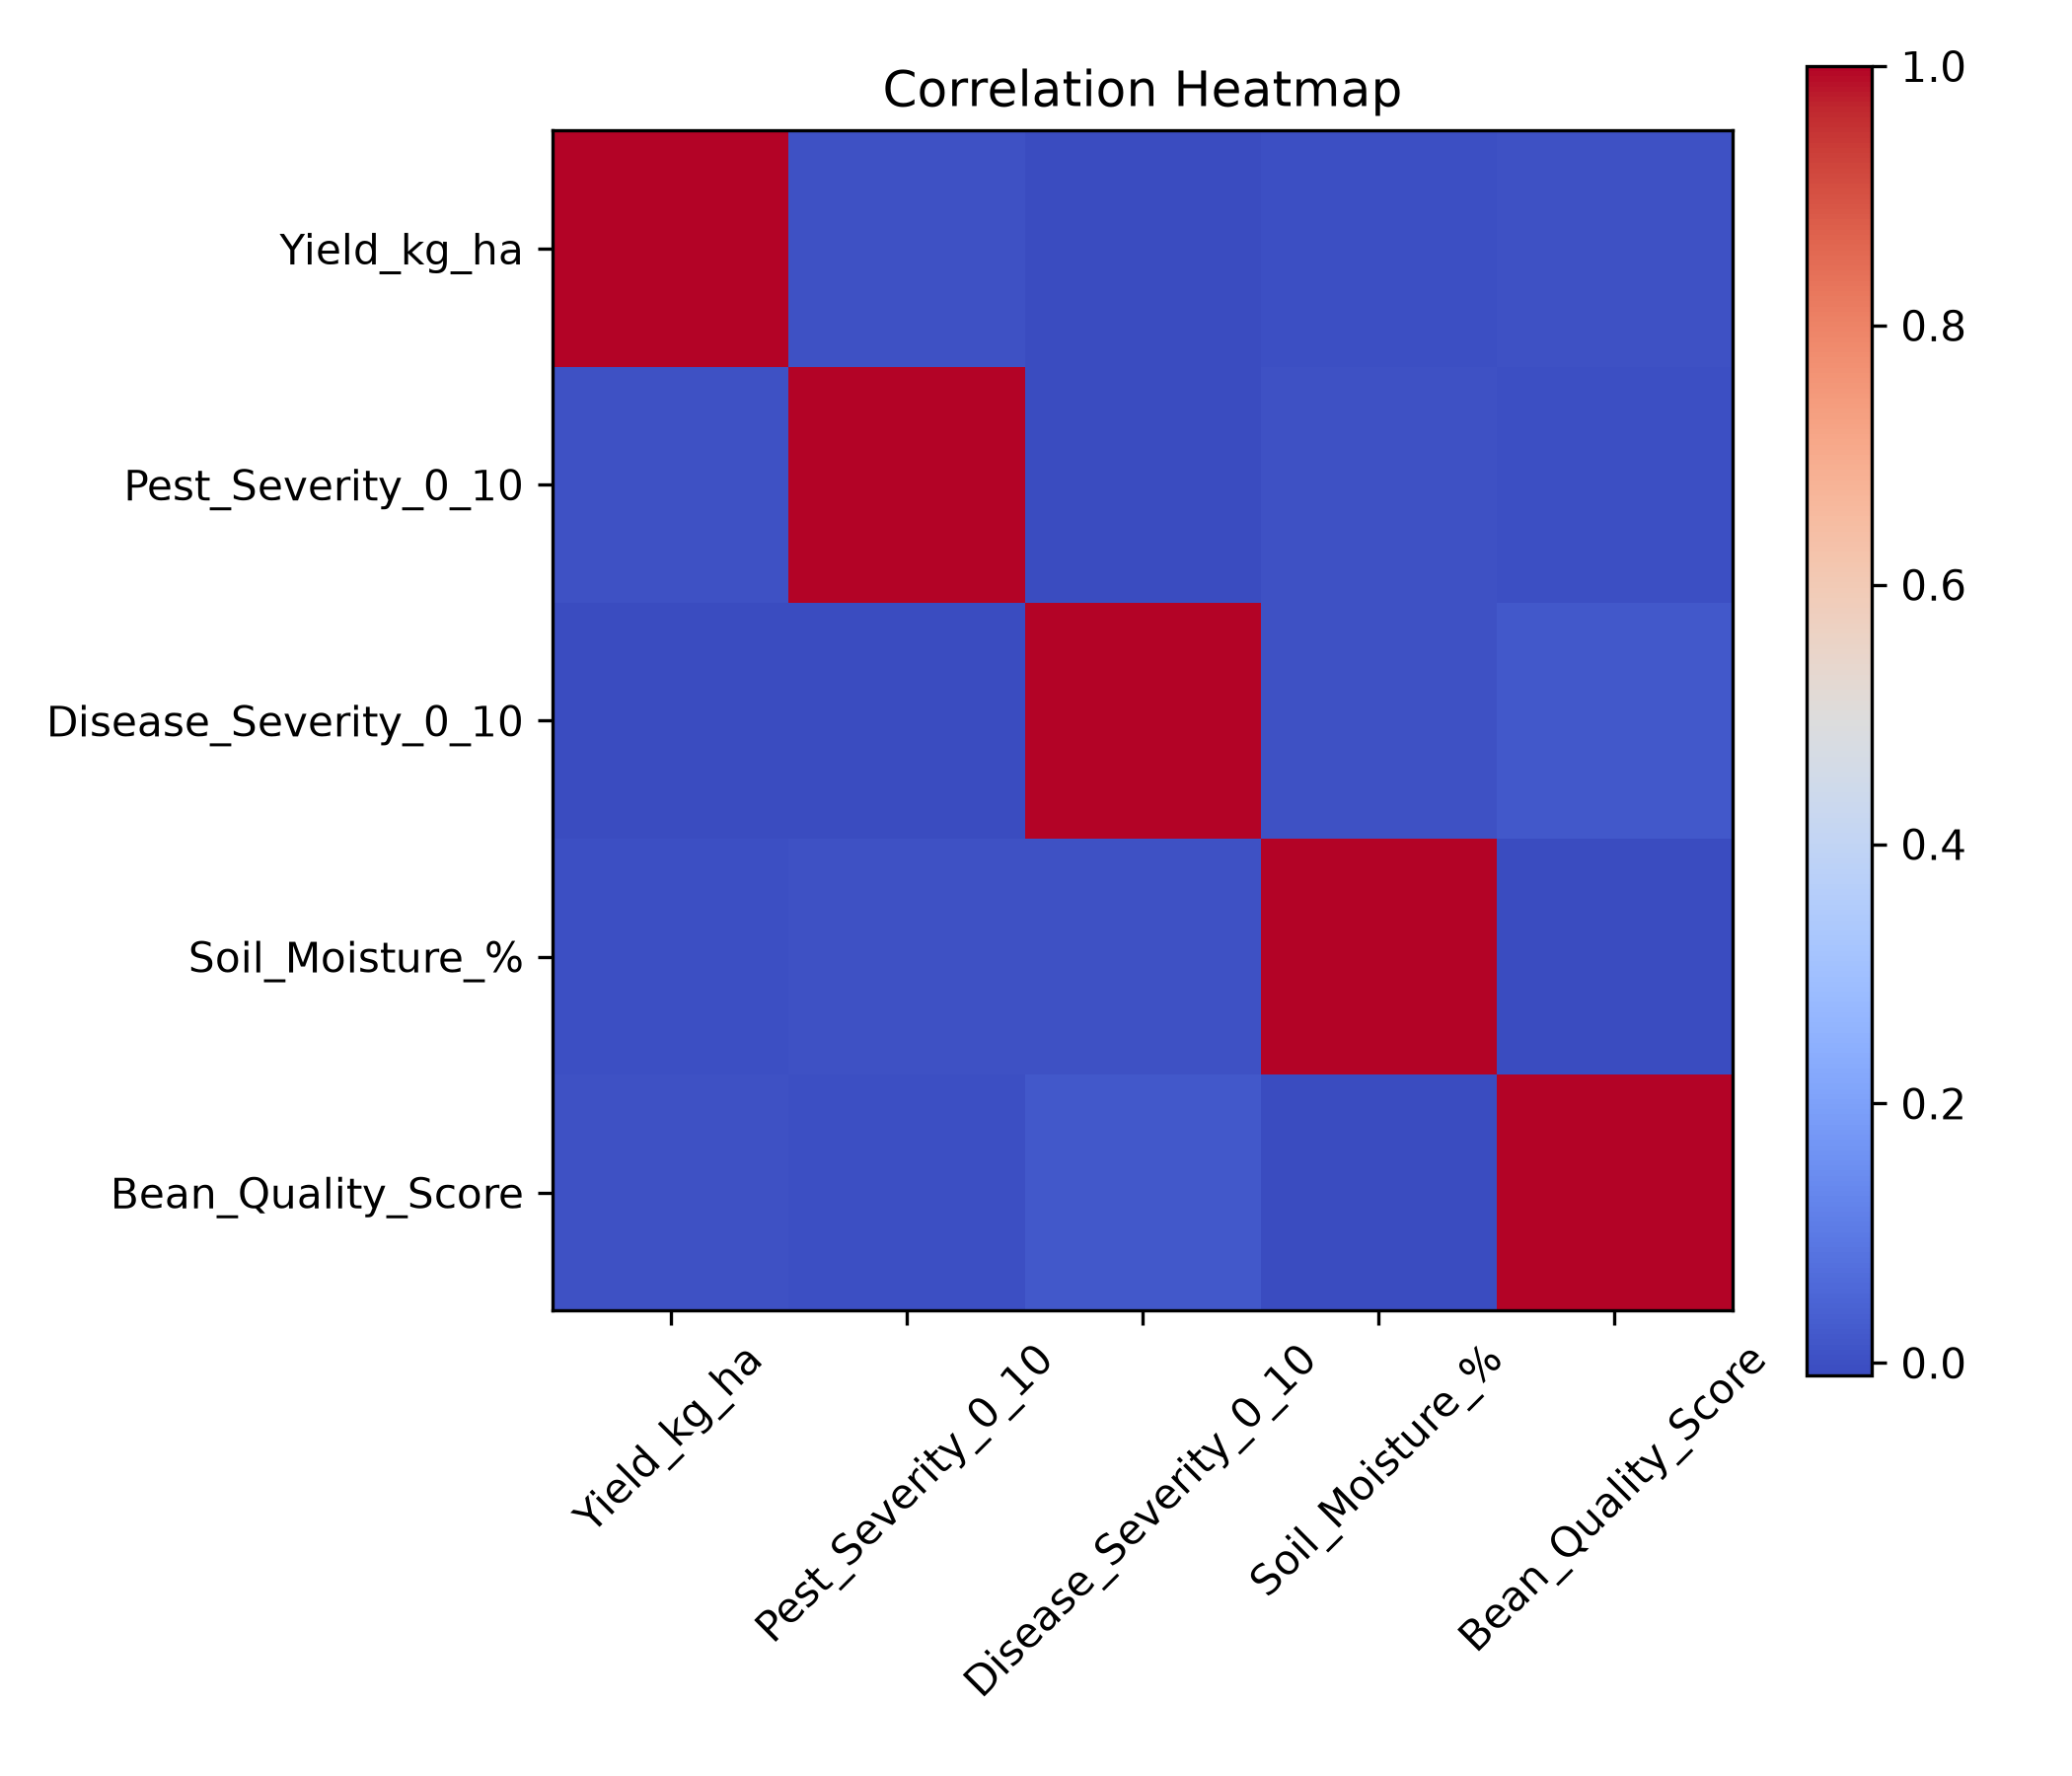 Correlation Heatmap
Yield_kg_ha
Pest_Severity_0_10
Disease_Severity_0_10
Soil_Moisture_%
Bean_Quality_Score
Yield_kg_ha
Pest_Severity_0_10
Disease_Severity_0_10
Soil_Moisture_%
Bean_Quality_Score
1.0
0.8
0.6
0.4
0.2
0.0